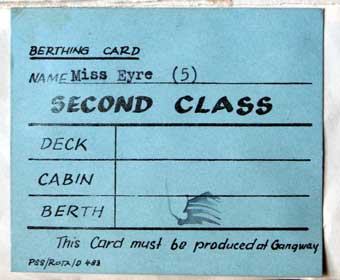 BERTHING CARD
NAME Miss Eyre (5)
SECOND CLASS
DECK
CABIN
BERTH
This Card must be produced at Gangway
PSS/ROTA/D 483